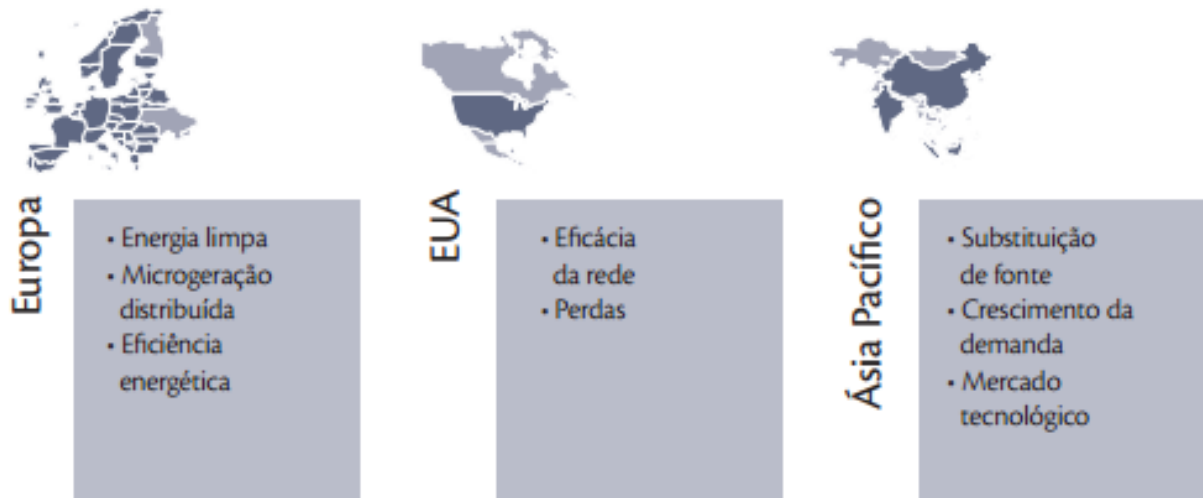 Europa
• Energia limpa
• Microgeração
distribuída
• Eficiência
energética
EUA
• Eficácia
da rede
• Perdas
Ásia Pacífico
• Substituição
de fonte
• Crescimento da
demanda
• Mercado
tecnológico